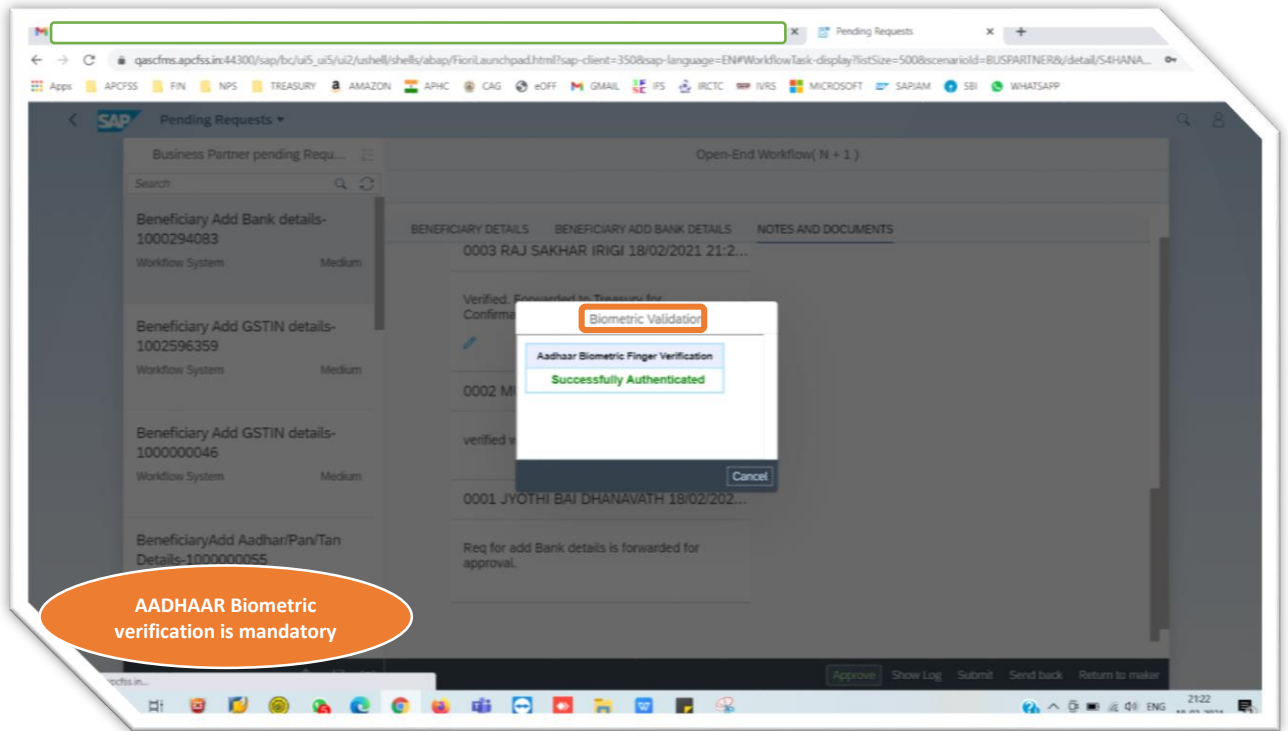 Pending Requests
qascfms.apcfss.in:44300/sap/bc/ui5_ui5/ui2/ushell/shells/abap/FioriLaunchpad.html?sap-client=350&sap-language=EN#WorkflowTask-display?listSize=500&scenarioId=BUSPARTNER&/detail/S4HANA...
Apps APCFSS FIN NPS TREASURY AMAZON APHC CAG eOFF GMAIL IFS IRCTC IVRS MICROSOFT SAPIAM SBI WHATSAPP
SAP Pending Requests
Business Partner pending Requ...
Open-End Workflow( N + 1 )
Search
Beneficiary Add Bank details-
1000294083
Workflow System Medium
Beneficiary Add GSTIN details-
1002596359
Workflow System Medium
Beneficiary Add GSTIN details-
1000000046
Workflow System Medium
BeneficiaryAdd Aadhar/Pan/Tan
Details-1000000055
BENEFICIARY DETAILS BENEFICIARY ADD BANK DETAILS NOTES AND DOCUMENTS
0003 RAJ SAKHAR IRIGI 18/02/2021 21:2...
Verified. Forwarded to Treasury for
Confirma
Biometric Validation
Aadhaar Biometric Finger Verification
Successfully Authenticated
Cancel
0002
verified
0001 JYOTHI BAI DHANAVATH 18/02/202...
Req for add Bank details is forwarded for
approval.
AADHAAR Biometric
verification is mandatory
Approve Show Log Submit Send back Return to maker
ENG
21:22